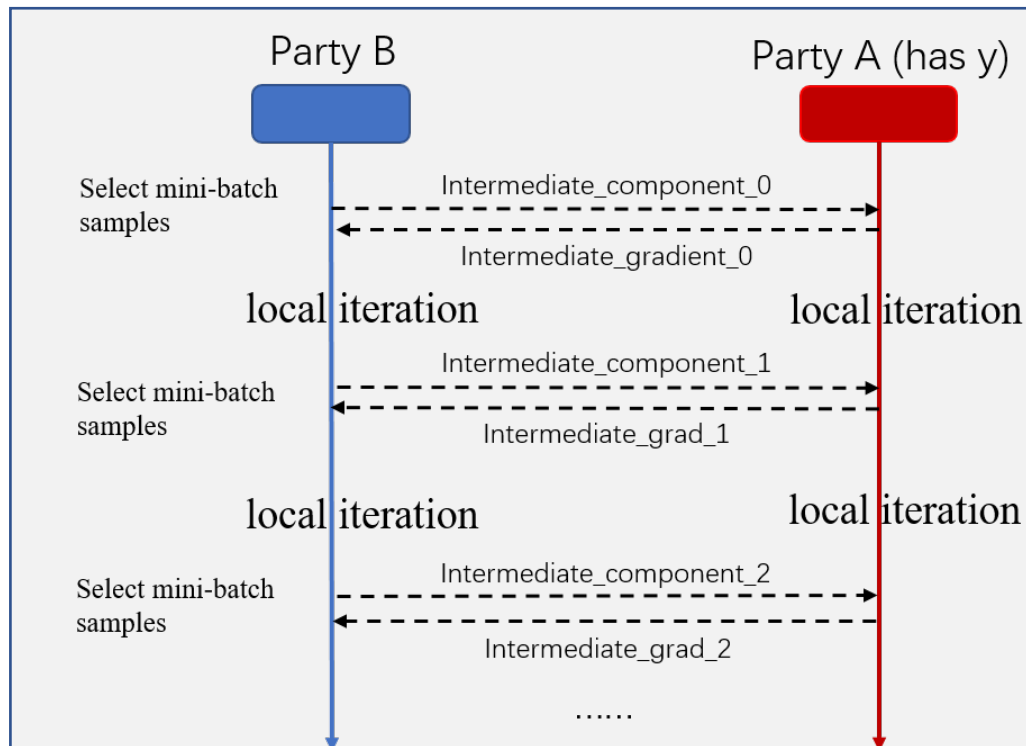 Party B
Party A (has y)
Select mini-batch
samples
Intermediate_component_0
Intermediate_gradient_0
local iteration
local iteration
Select mini-batch
samples
Intermediate_component_1
Intermediate_grad_1
local iteration
local iteration
Select mini-batch
samples
Intermediate_component_2
Intermediate_grad_2
……